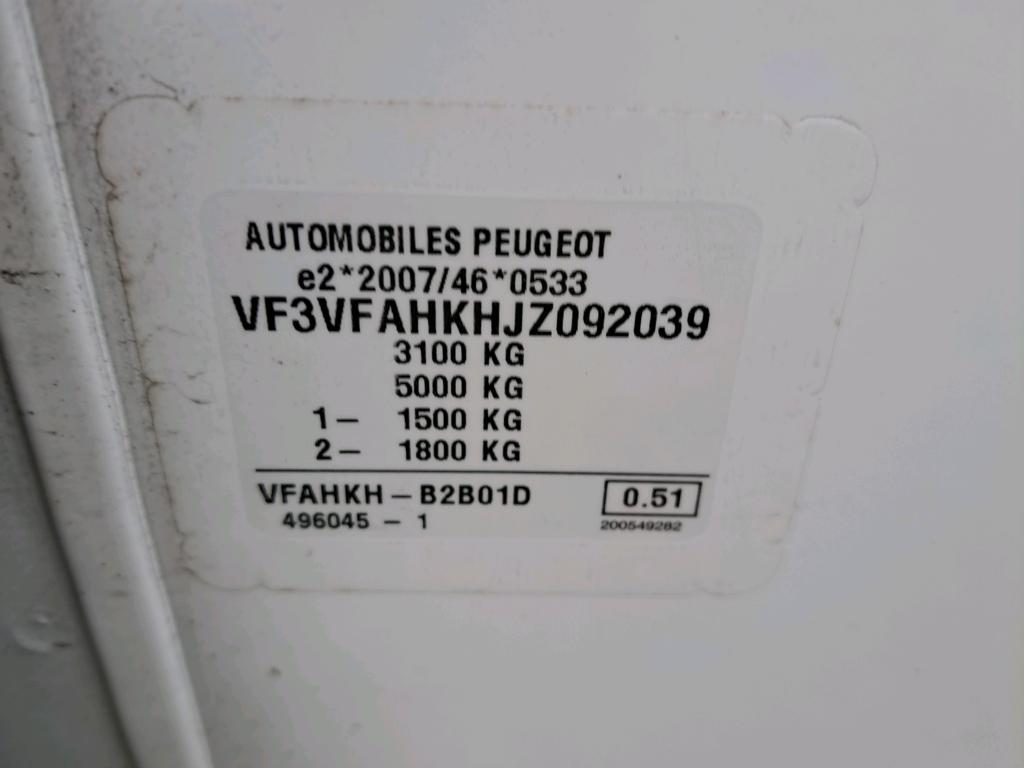 AUTOMOBILES PEUGEOT
e2*2007/46*0533
VF3VFAHKHJZ092039
3100 KG
5000 KG
1- 1500 KG
2- 1800 KG
VFAHKH-B2B01D 0.51
496045 - 1 200549282